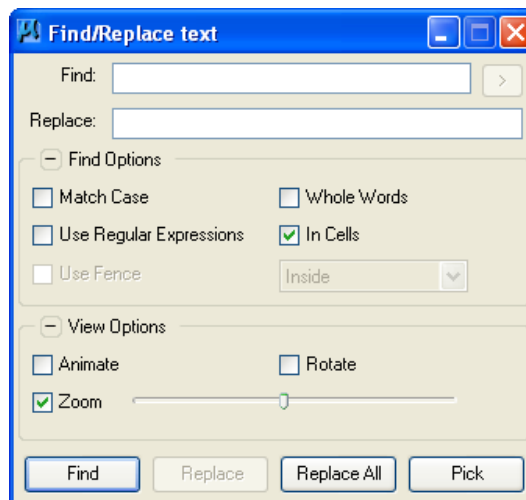 Find/Replace text
Find:
>
Replace:
Find Options
Match Case Whole Words
Use Regular Expressions In Cells
Use Fence Inside
View Options
Animate Rotate
Zoom
Find Replace Replace All Pick